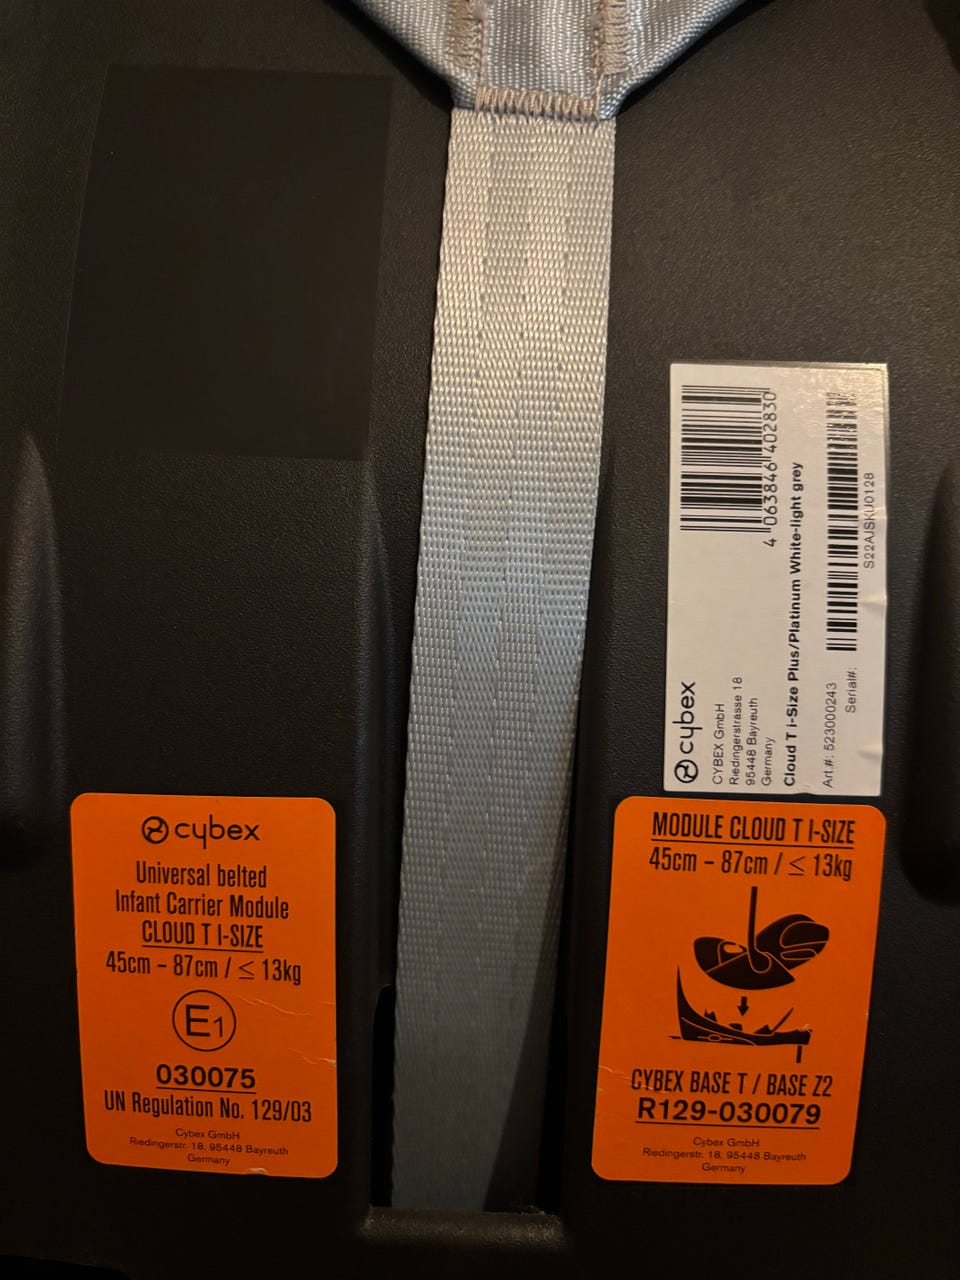 4 063846 402830
cybex
CYBEX GmbH
Riedingerstrasse 18
95448 Bayreuth
Germany
Cloud T i-Size Plus/Platinum White-light grey
Art.#: 523000243
Serial#:
S22AJSKU0128
cybex
Universal belted
Infant Carrier Module
CLOUD T I-SIZE
45cm – 87cm / ≤ 13kg
E1
030075
UN Regulation No. 129/03
Cybex GmbH
Riedingerstr. 18, 95448 Bayreuth
Germany
MODULE CLOUD T I-SIZE
45cm – 87cm / ≤ 13kg
CYBEX BASE T / BASE Z2
R129-030079
Cybex GmbH
Riedingerstr. 18, 95448 Bayreuth
Germany